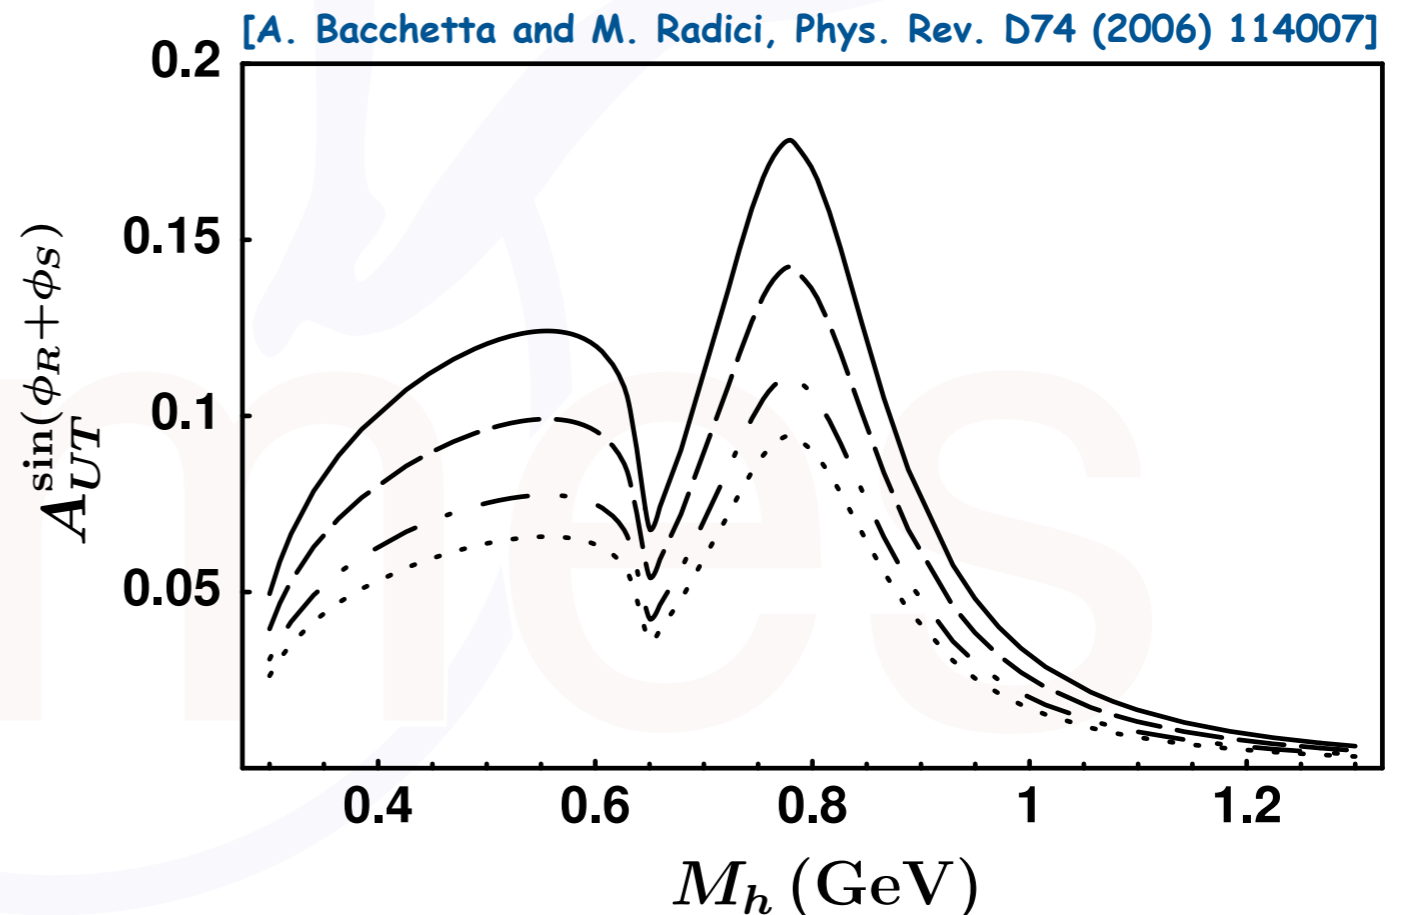 [A. Bacchetta and M. Radici, Phys. Rev. D74 (2006) 114007]
0.2
0.15
0.1
0.05
A_{UT}^{sin(ϕ_R+ϕ_S)}
0.4 0.6 0.8 1 1.2
M_h (GeV)
mes